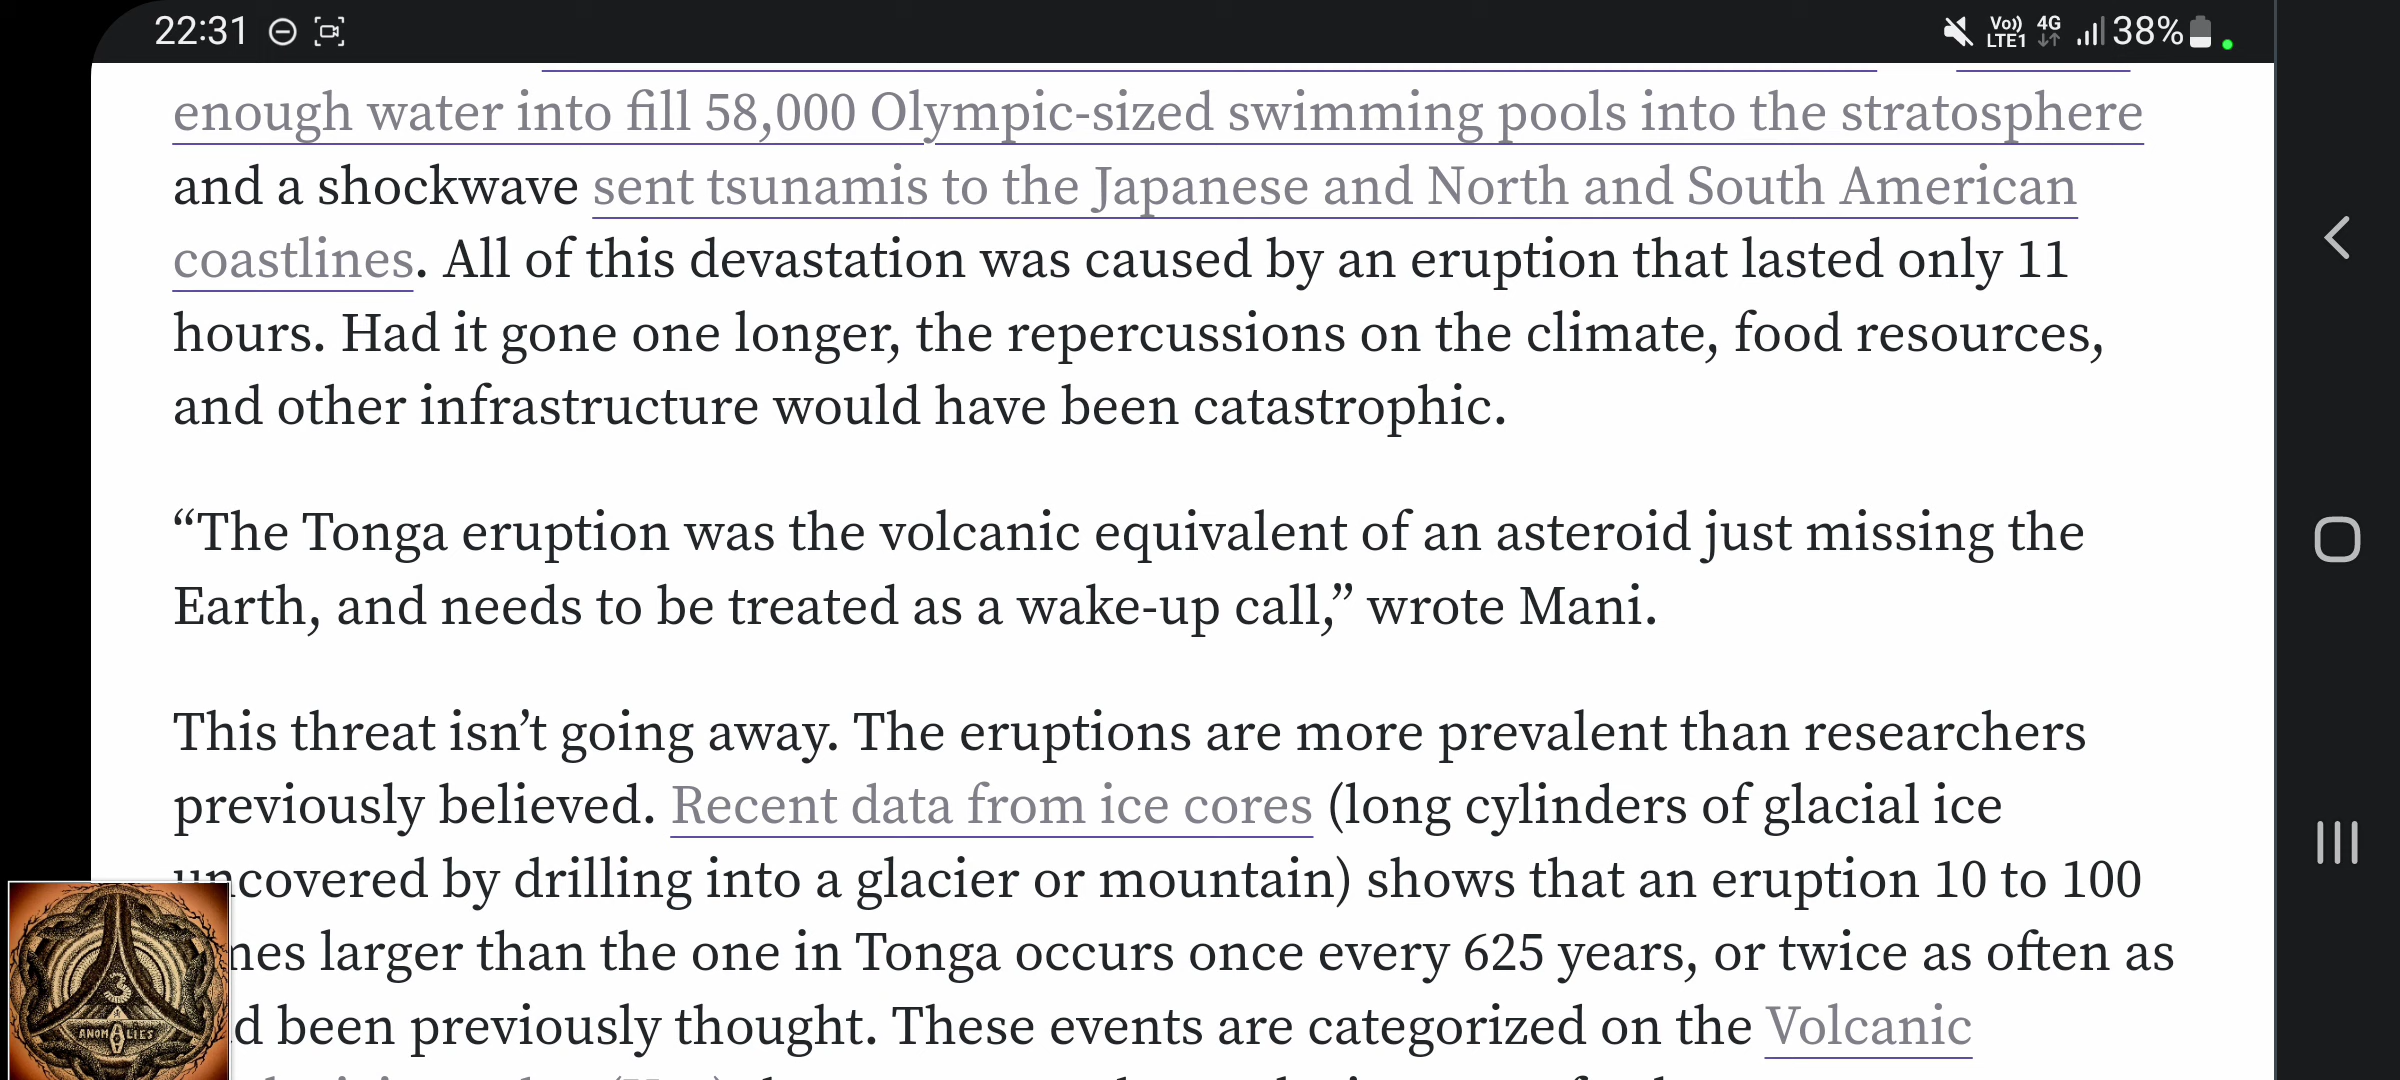 22:31
Vo)) LTE1 4G 38%
enough water into fill 58,000 Olympic-sized swimming pools into the stratosphere
and a shockwave sent tsunamis to the Japanese and North and South American
coastlines. All of this devastation was caused by an eruption that lasted only 11
hours. Had it gone one longer, the repercussions on the climate, food resources,
and other infrastructure would have been catastrophic.
“The Tonga eruption was the volcanic equivalent of an asteroid just missing the
Earth, and needs to be treated as a wake-up call,” wrote Mani.
This threat isn’t going away. The eruptions are more prevalent than researchers
previously believed. Recent data from ice cores (long cylinders of glacial ice
uncovered by drilling into a glacier or mountain) shows that an eruption 10 to 100
larger than the one in Tonga occurs once every 625 years, or twice as often as
been previously thought. These events are categorized on the Volcanic
ANOMALIES